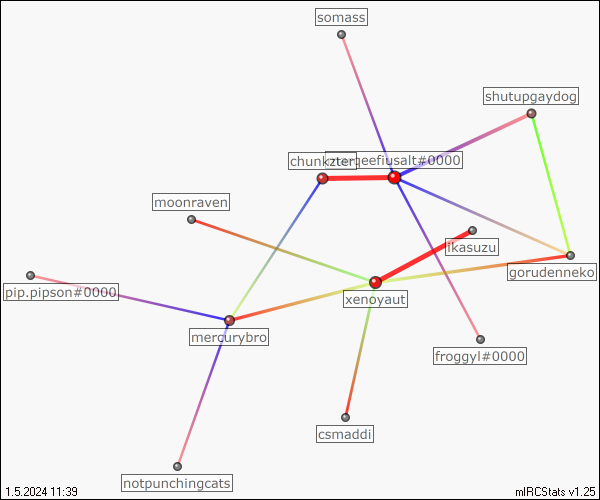 somass
shutupgaydog
chunkzter
geefiusalt#0000
moonraven
ikasuzu
gorudenneko
pip.pipson#0000
xenoyaut
mercurybro
froggyl#0000
csmaddi
notpunchingcats
1.5.2024 11:39
mIRCStats v1.25